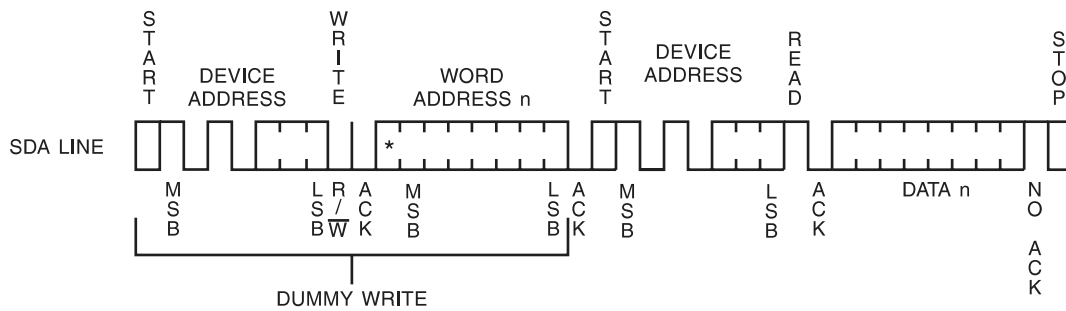 START
DEVICE
ADDRESS
WRITE
WORD
ADDRESS n
START
DEVICE
ADDRESS
READ
STOP
SDA LINE
*
MSB
LSB
R/W
ACK
MSB
LSB
ACK
MSB
LSB
ACK
DATA n
NO ACK
DUMMY WRITE